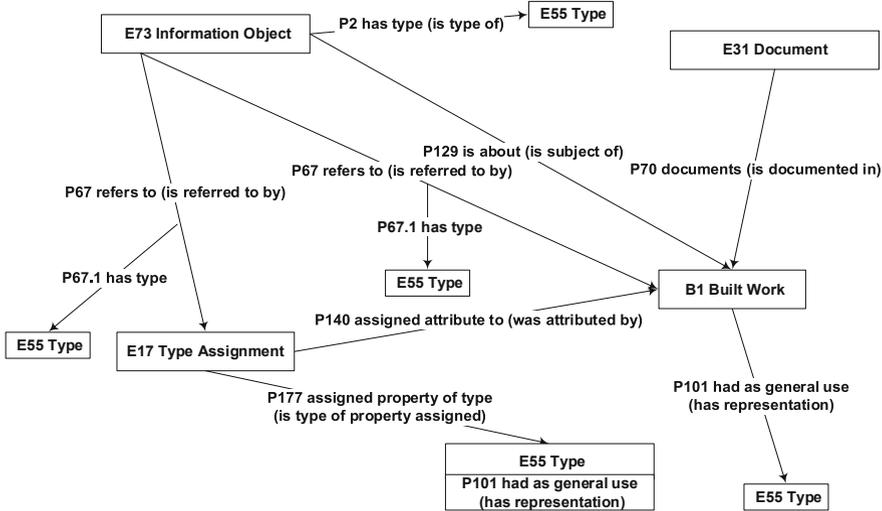 P2 has type (is type of)
E55 Type
E73 Information Object
E31 Document
P129 is about (is subject of)
P67 refers to (is referred to by)
P70 documents (is documented in)
P67 refers to (is referred to by)
P67.1 has type
P67.1 has type
E55 Type
B1 Built Work
P140 assigned attribute to (was attributed by)
E55 Type
E17 Type Assignment
P177 assigned property of type
(is type of property assigned)
P101 had as general use
(has representation)
E55 Type
P101 had as general use
(has representation)
E55 Type